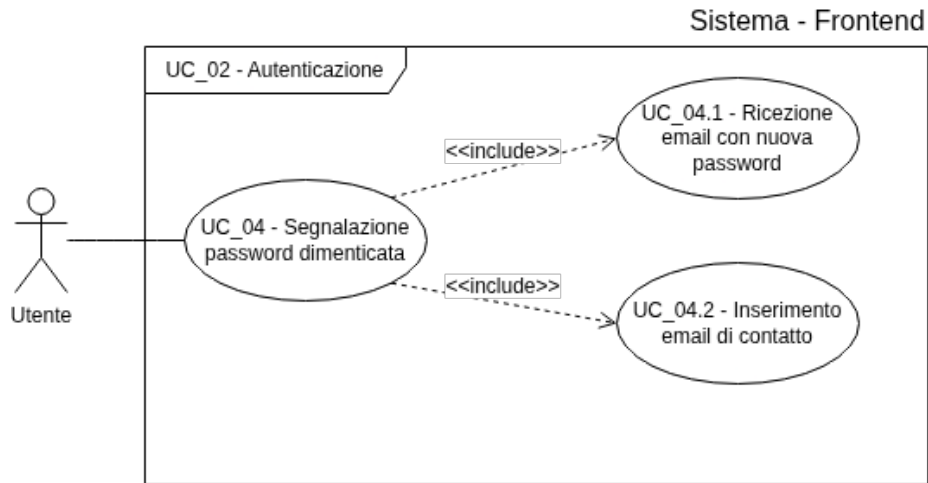 Sistema - Frontend
UC_02 - Autenticazione
UC_04.1 - Ricezione
email con nuova
password
<<include>>
UC_04 - Segnalazione
password dimenticata
<<include>>
UC_04.2 - Inserimento
email di contatto
Utente